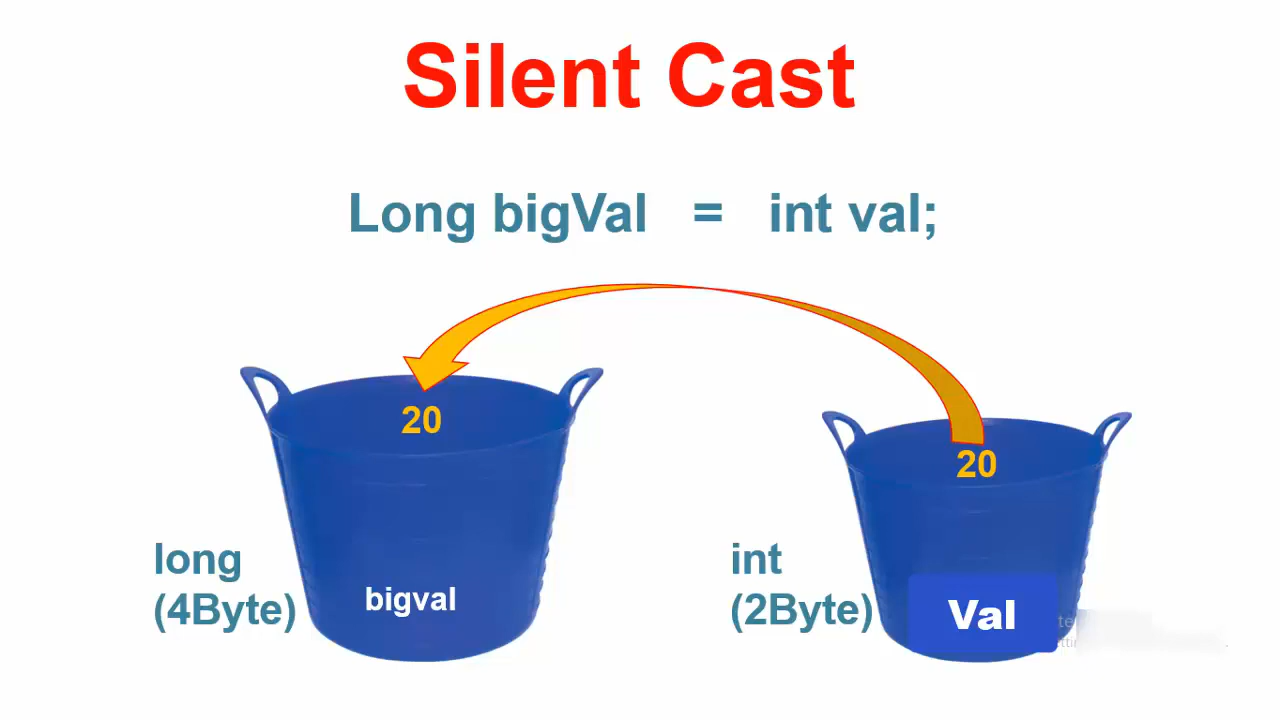 Silent Cast
Long bigVal = int val;
20
20
long
(4Byte)
bigval
int
(2Byte)
Val